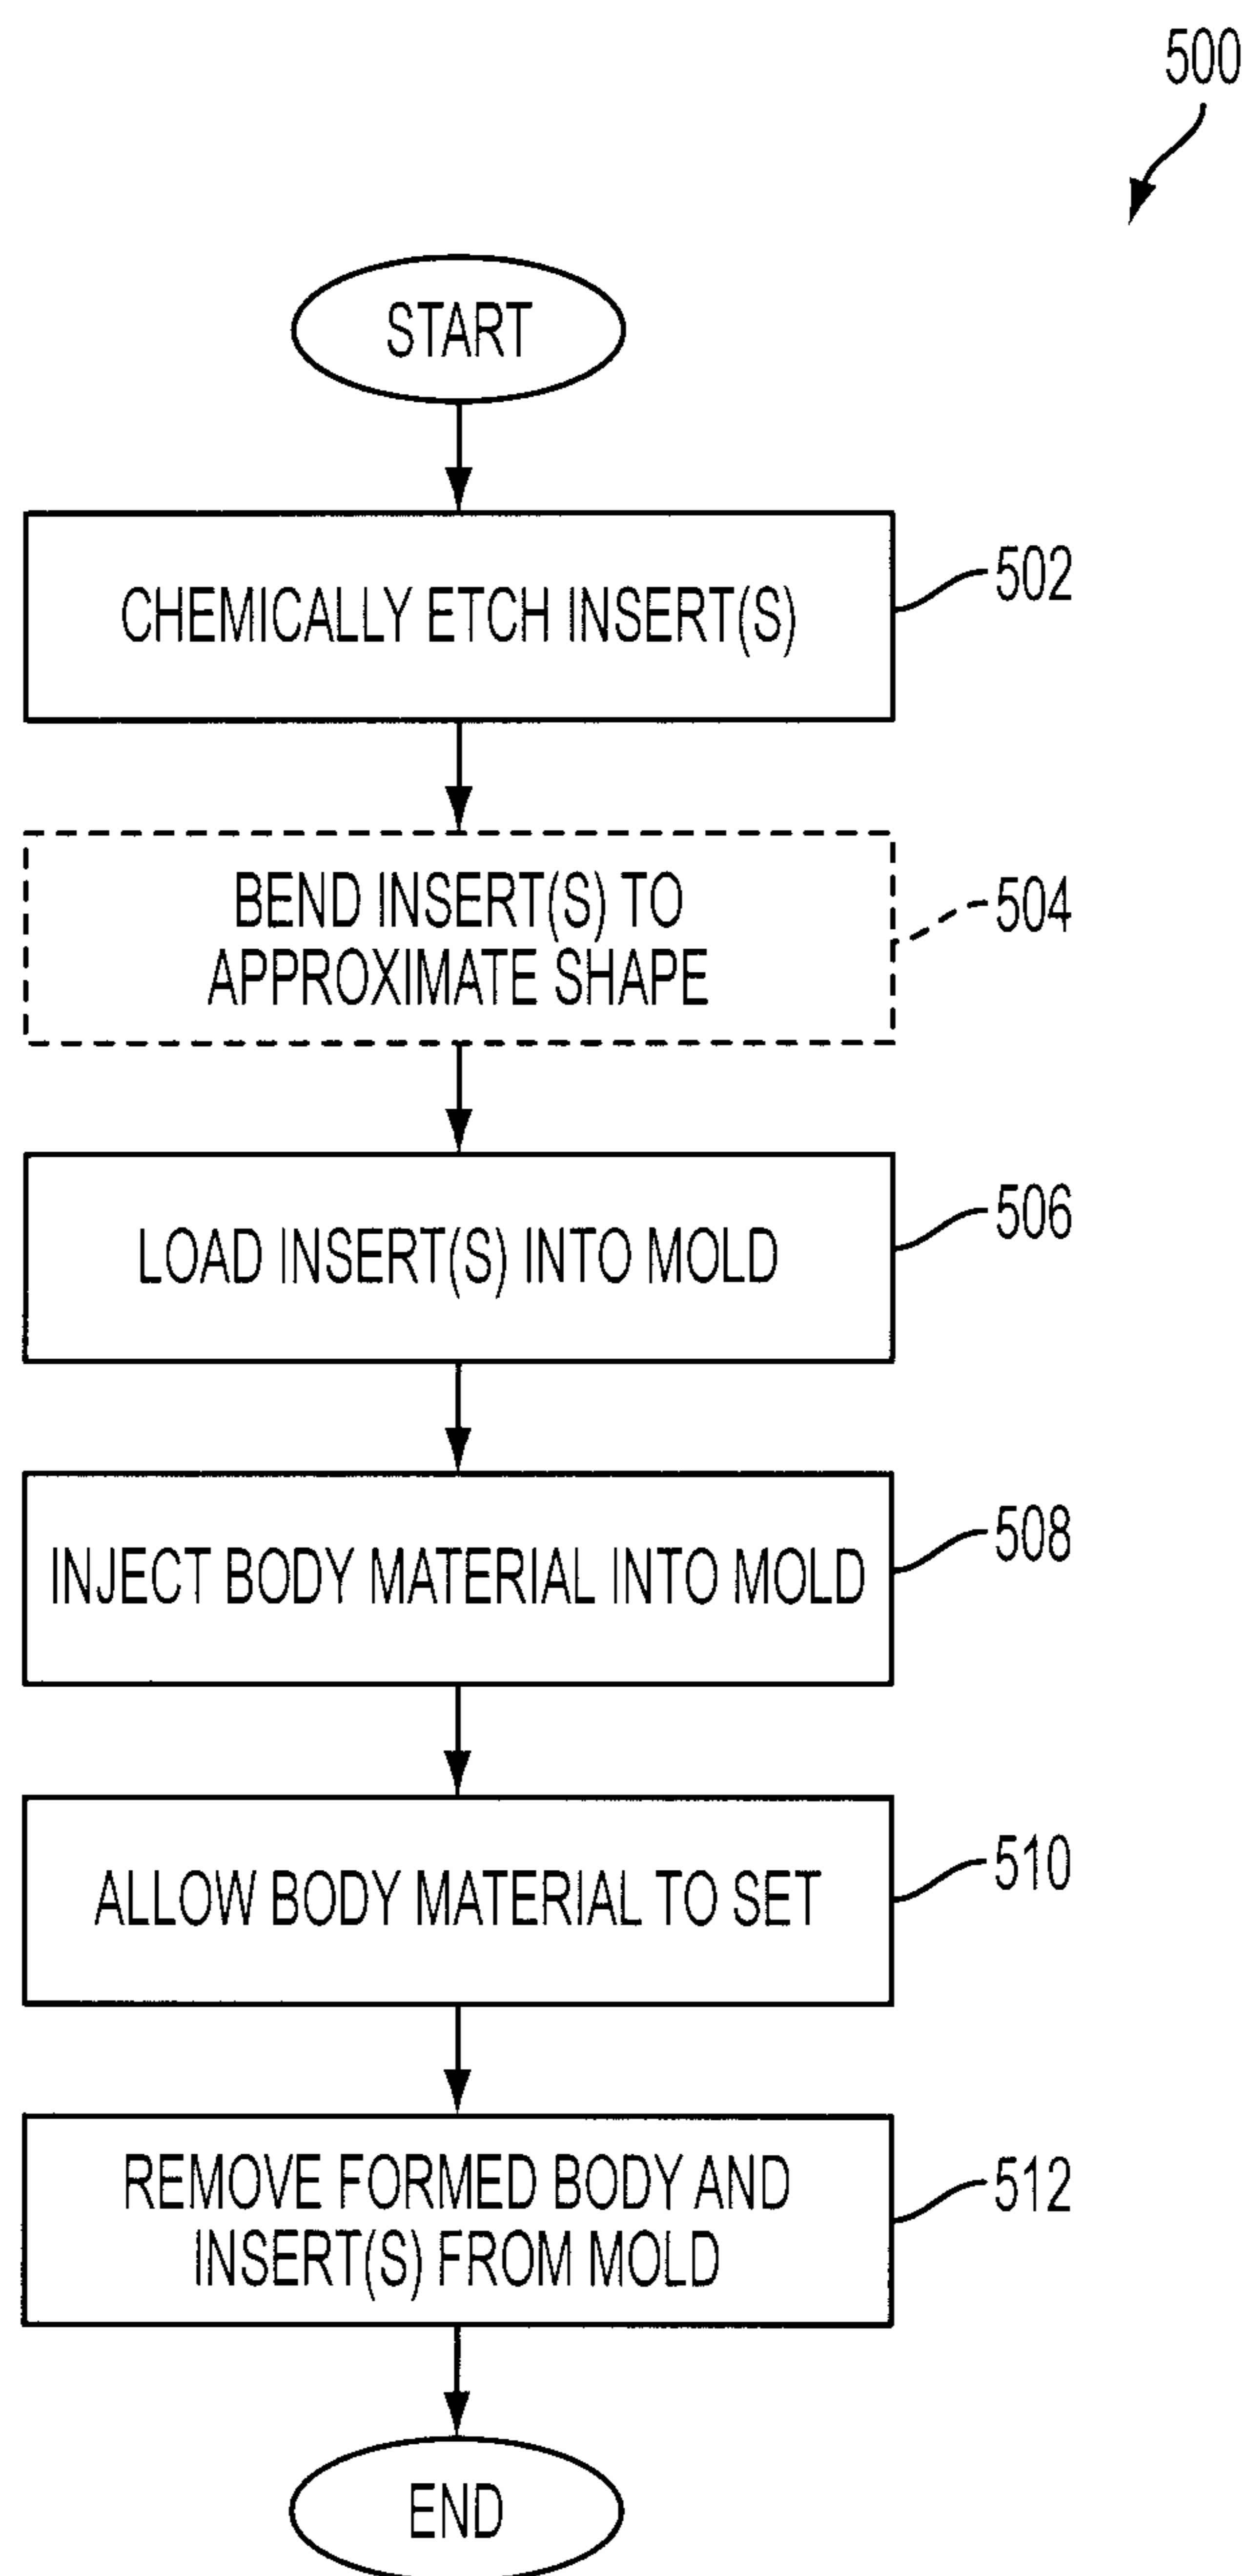 500
START
CHEMICALLY ETCH INSERT(S)
502
BEND INSERT(S) TO
APPROXIMATE SHAPE
504
LOAD INSERT(S) INTO MOLD
506
INJECT BODY MATERIAL INTO MOLD
508
ALLOW BODY MATERIAL TO SET
510
REMOVE FORMED BODY AND
INSERT(S) FROM MOLD
512
END